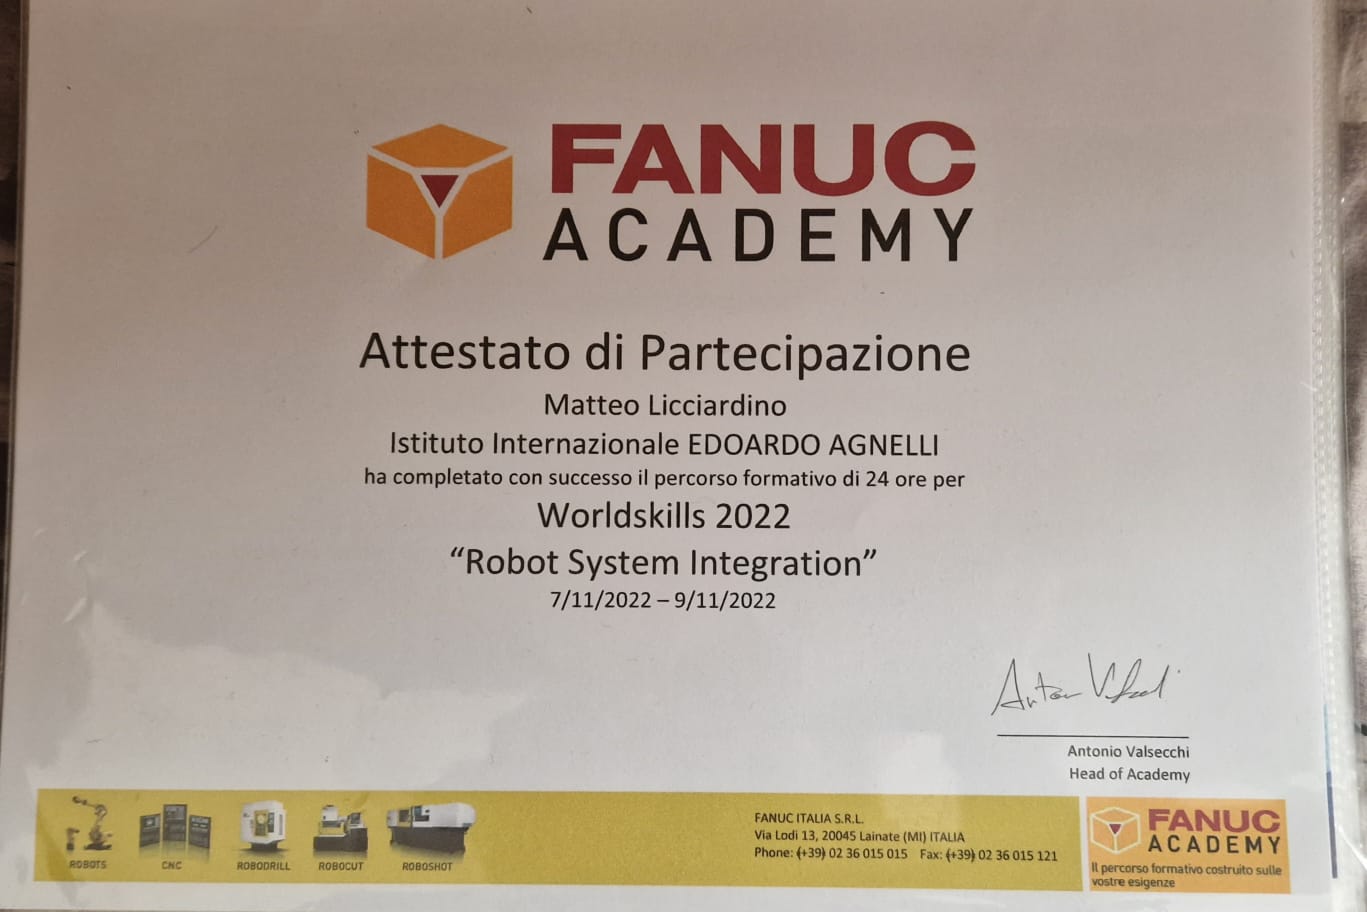 FANUC
ACADEMY
Attestato di Partecipazione
Matteo Licciardino
Istituto Internazionale EDOARDO AGNELLI
ha completato con successo il percorso formativo di 24 ore per
Worldskills 2022
“Robot System Integration”
7/11/2022 – 9/11/2022
Antonio Valsecchi
Head of Academy
ROBOTS CNC ROBODRILL ROBOCUT ROBOSHOT
FANUC ITALIA S.R.L.
Via Lodi 13, 20045 Lainate (MI) ITALIA
Phone: (+39) 02 36 015 015 Fax: (+39) 02 36 015 121
FANUC
ACADEMY
Il percorso formativo costruito sulle
vostre esigenze